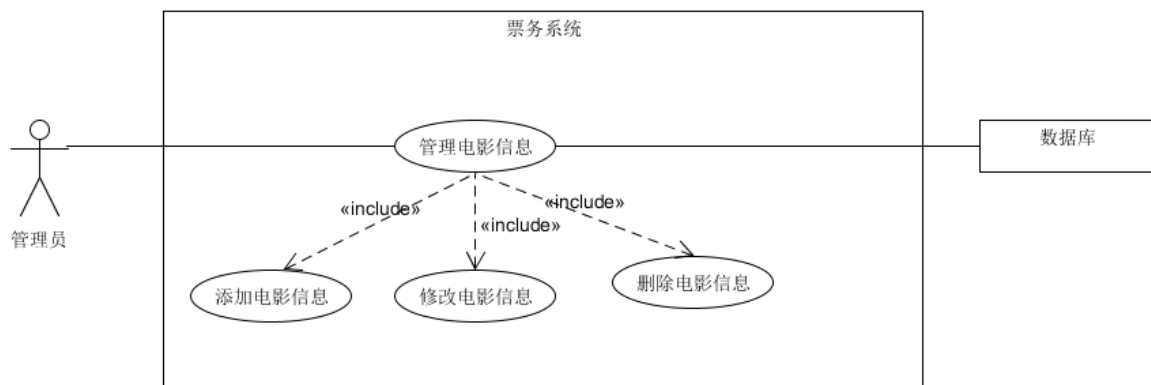 票务系统
管理电影信息
数据库
管理员
«include»
«include»
«include»
添加电影信息
修改电影信息
删除电影信息